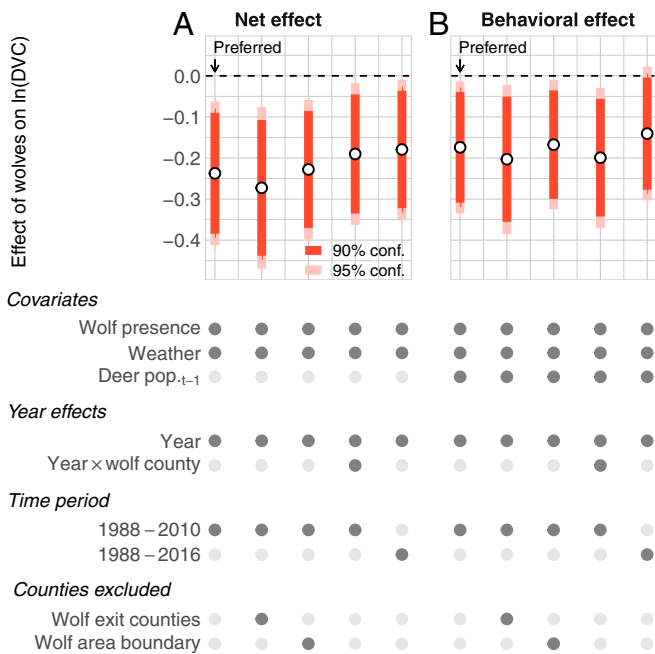 A Net effect
B Behavioral effect
Preferred
Preferred
Effect of wolves on ln(DVC)
0.0
−0.1
−0.2
−0.3
−0.4
90% conf.
95% conf.
Covariates
Wolf presence
Weather
Deer pop.t−1
Year effects
Year
Year × wolf county
Time period
1988 − 2010
1988 − 2016
Counties excluded
Wolf exit counties
Wolf area boundary